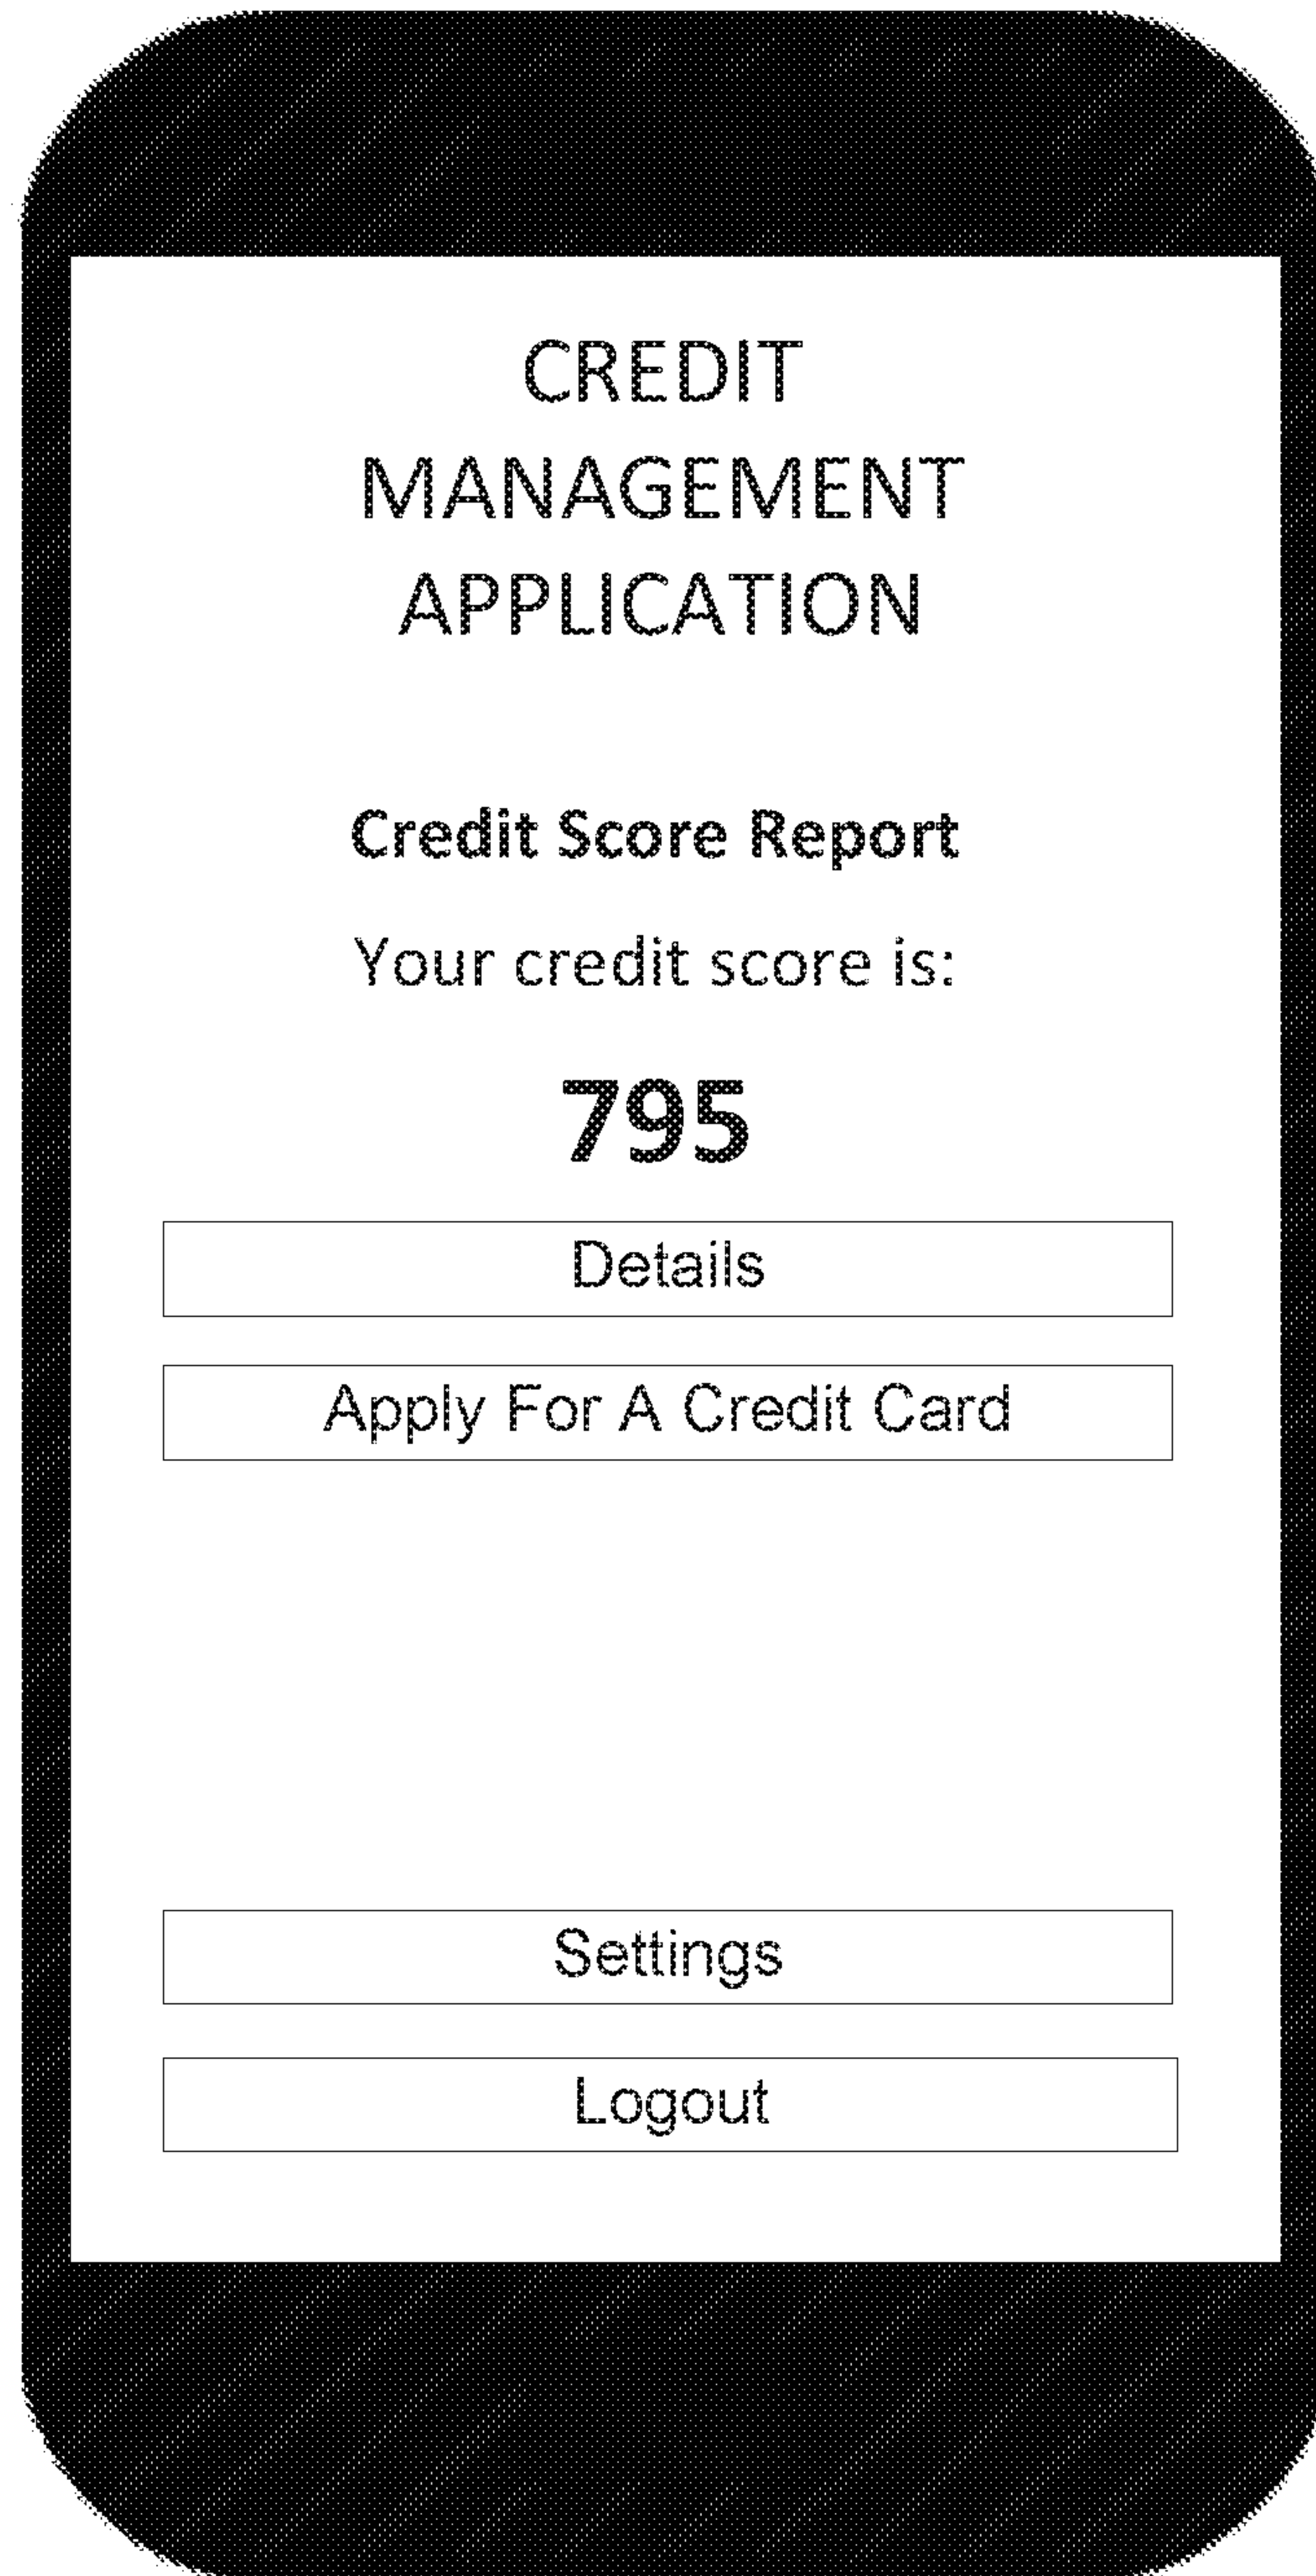 CREDIT
MANAGEMENT
APPLICATION
Credit Score Report
Your credit score is:
795
Details
Apply For A Credit Card
Settings
Logout